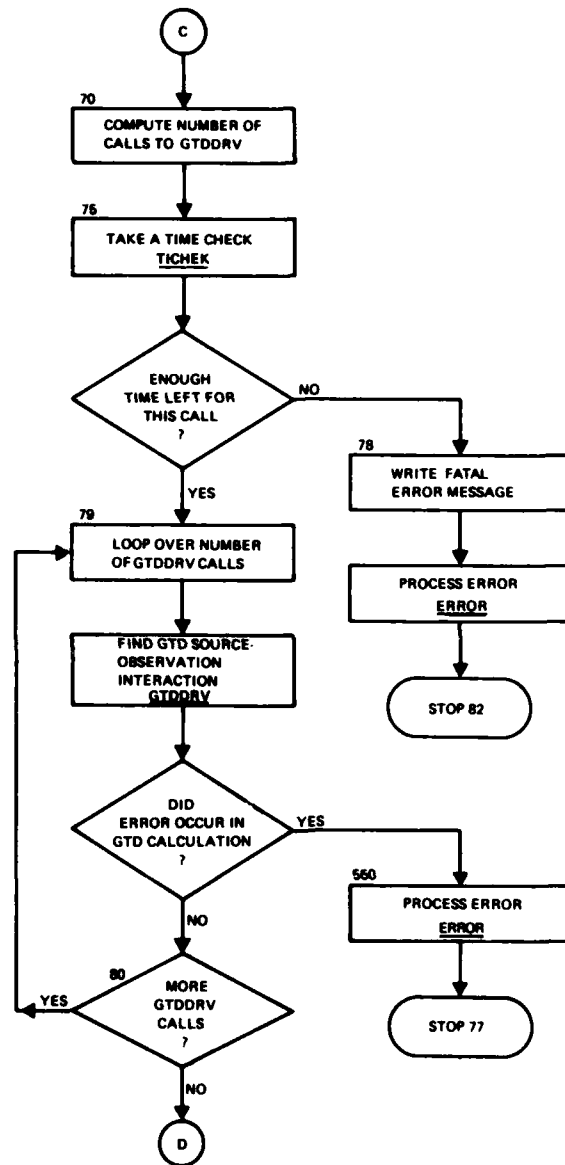 C
70
COMPUTE NUMBER OF
CALLS TO GTDDRV
75
TAKE A TIME CHECK
TICHEK
ENOUGH
TIME LEFT FOR
THIS CALL
?
NO
YES
78
WRITE FATAL
ERROR MESSAGE
PROCESS ERROR
ERROR
STOP 82
79
LOOP OVER NUMBER
OF GTDDRV CALLS
FIND GTD SOURCE-
OBSERVATION
INTERACTION
GTDDRV
DID
ERROR OCCUR IN
GTD CALCULATION
?
YES
NO
560
PROCESS ERROR
ERROR
STOP 77
80
MORE
GTDDRV
CALLS
?
YES
NO
D